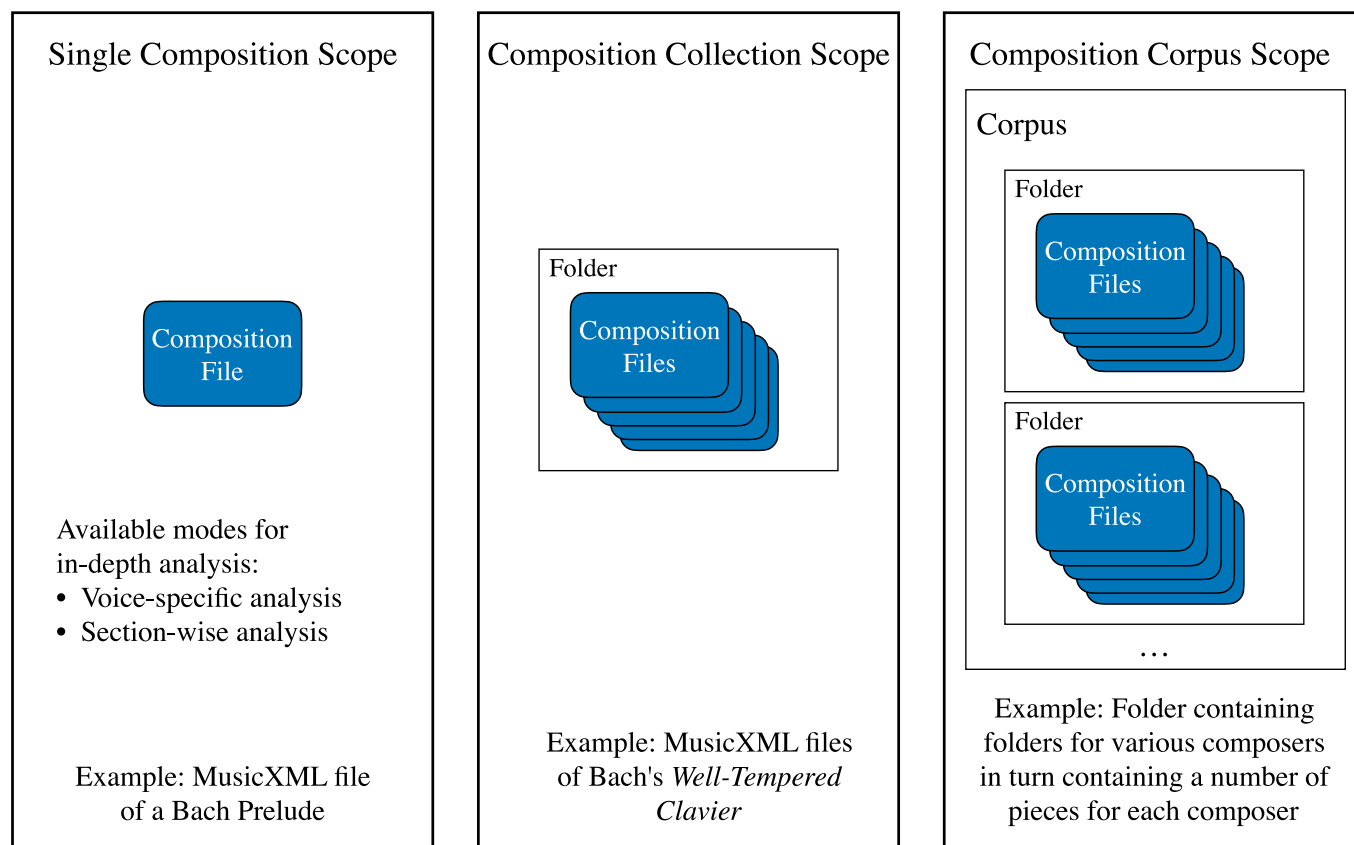 Single Composition Scope
Composition
File
Available modes for
in-depth analysis:
• Voice-specific analysis
• Section-wise analysis
Example: MusicXML file
of a Bach Prelude
Composition Collection Scope
Folder
Composition
Files
Example: MusicXML files
of Bach's Well-Tempered
Clavier
Composition Corpus Scope
Corpus
Folder
Composition
Files
Folder
Composition
Files
...
Example: Folder containing
folders for various composers
in turn containing a number of
pieces for each composer